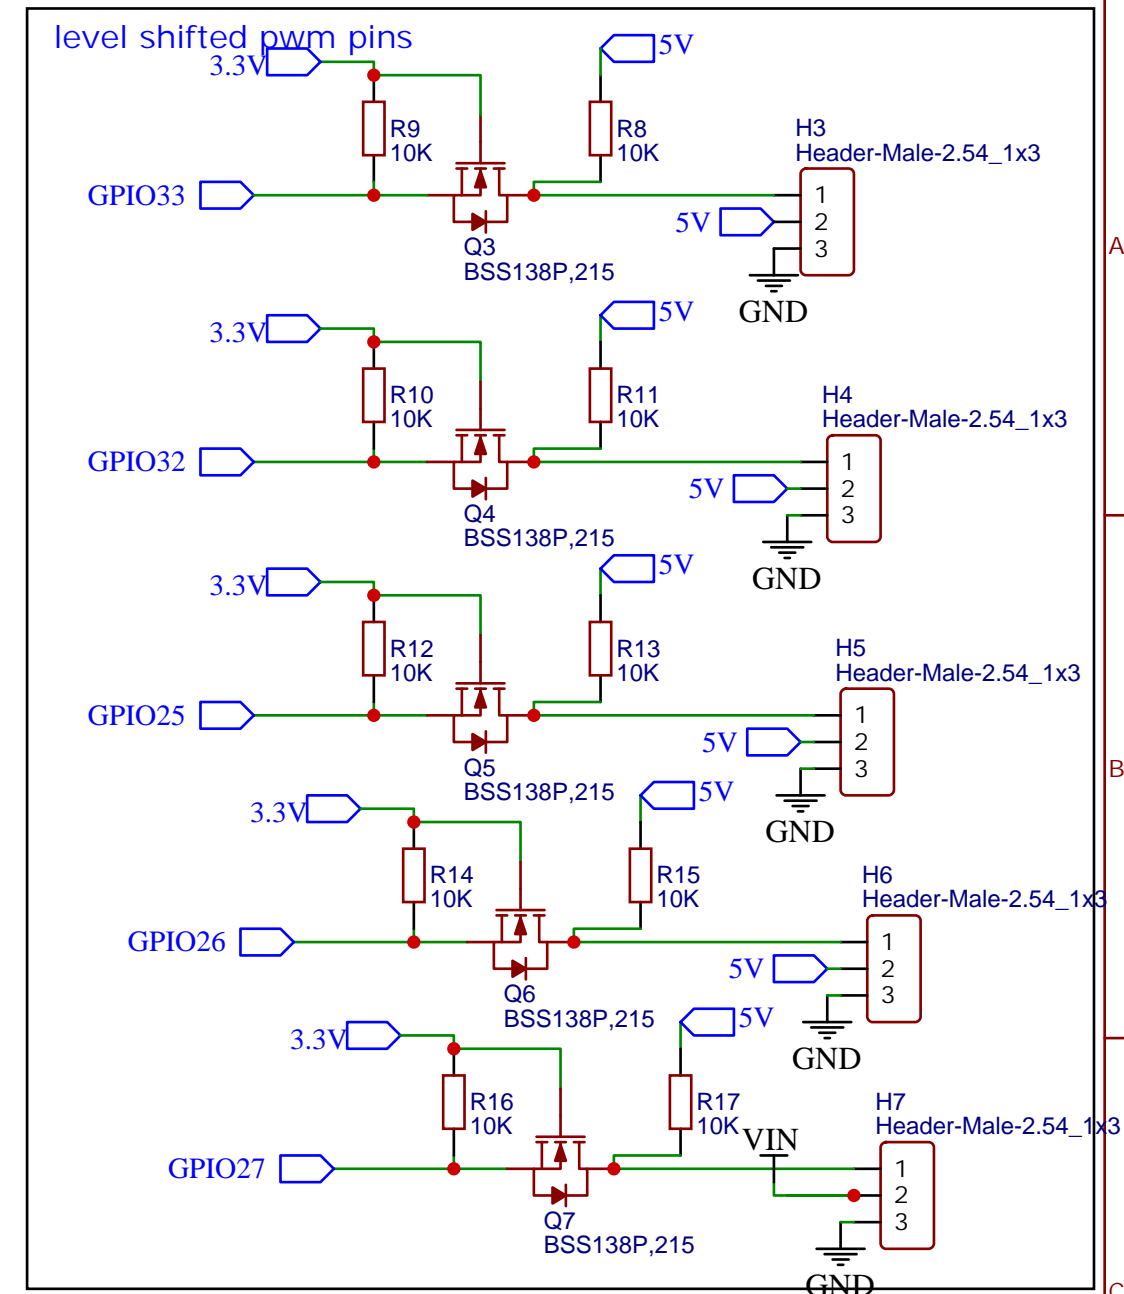 level shifted pwm pins
3.3V
5V
R9
10K
R8
10K
H3
Header-Male-2.54_1x3
GPIO33
1
5V
2
3
Q3
BSS138P,215
GND
A
3.3V
5V
R10
10K
R11
10K
H4
Header-Male-2.54_1x3
GPIO32
1
5V
2
3
Q4
BSS138P,215
GND
3.3V
5V
R12
10K
R13
10K
H5
Header-Male-2.54_1x3
GPIO25
1
5V
2
3
Q5
BSS138P,215
GND
B
3.3V
5V
R14
10K
R15
10K
H6
Header-Male-2.54_1x3
GPIO26
1
5V
2
3
Q6
BSS138P,215
GND
3.3V
5V
R16
10K
R17
10K
VIN
H7
Header-Male-2.54_1x3
GPIO27
1
2
3
Q7
BSS138P,215
GND
C